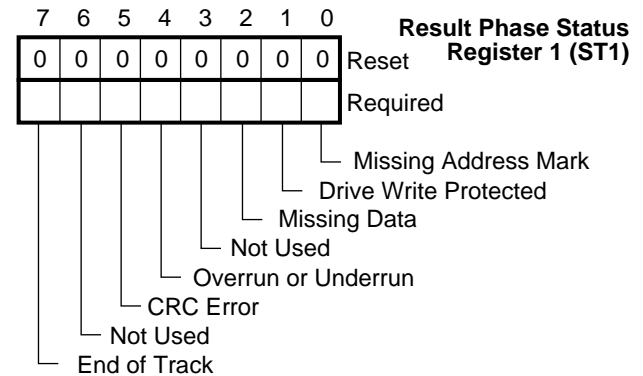 7 6 5 4 3 2 1 0
Result Phase Status
Register 1 (ST1)
0 0 0 0 0 0 0 0 Reset
Required
Missing Address Mark
Drive Write Protected
Missing Data
Not Used
Overrun or Underrun
CRC Error
Not Used
End of Track